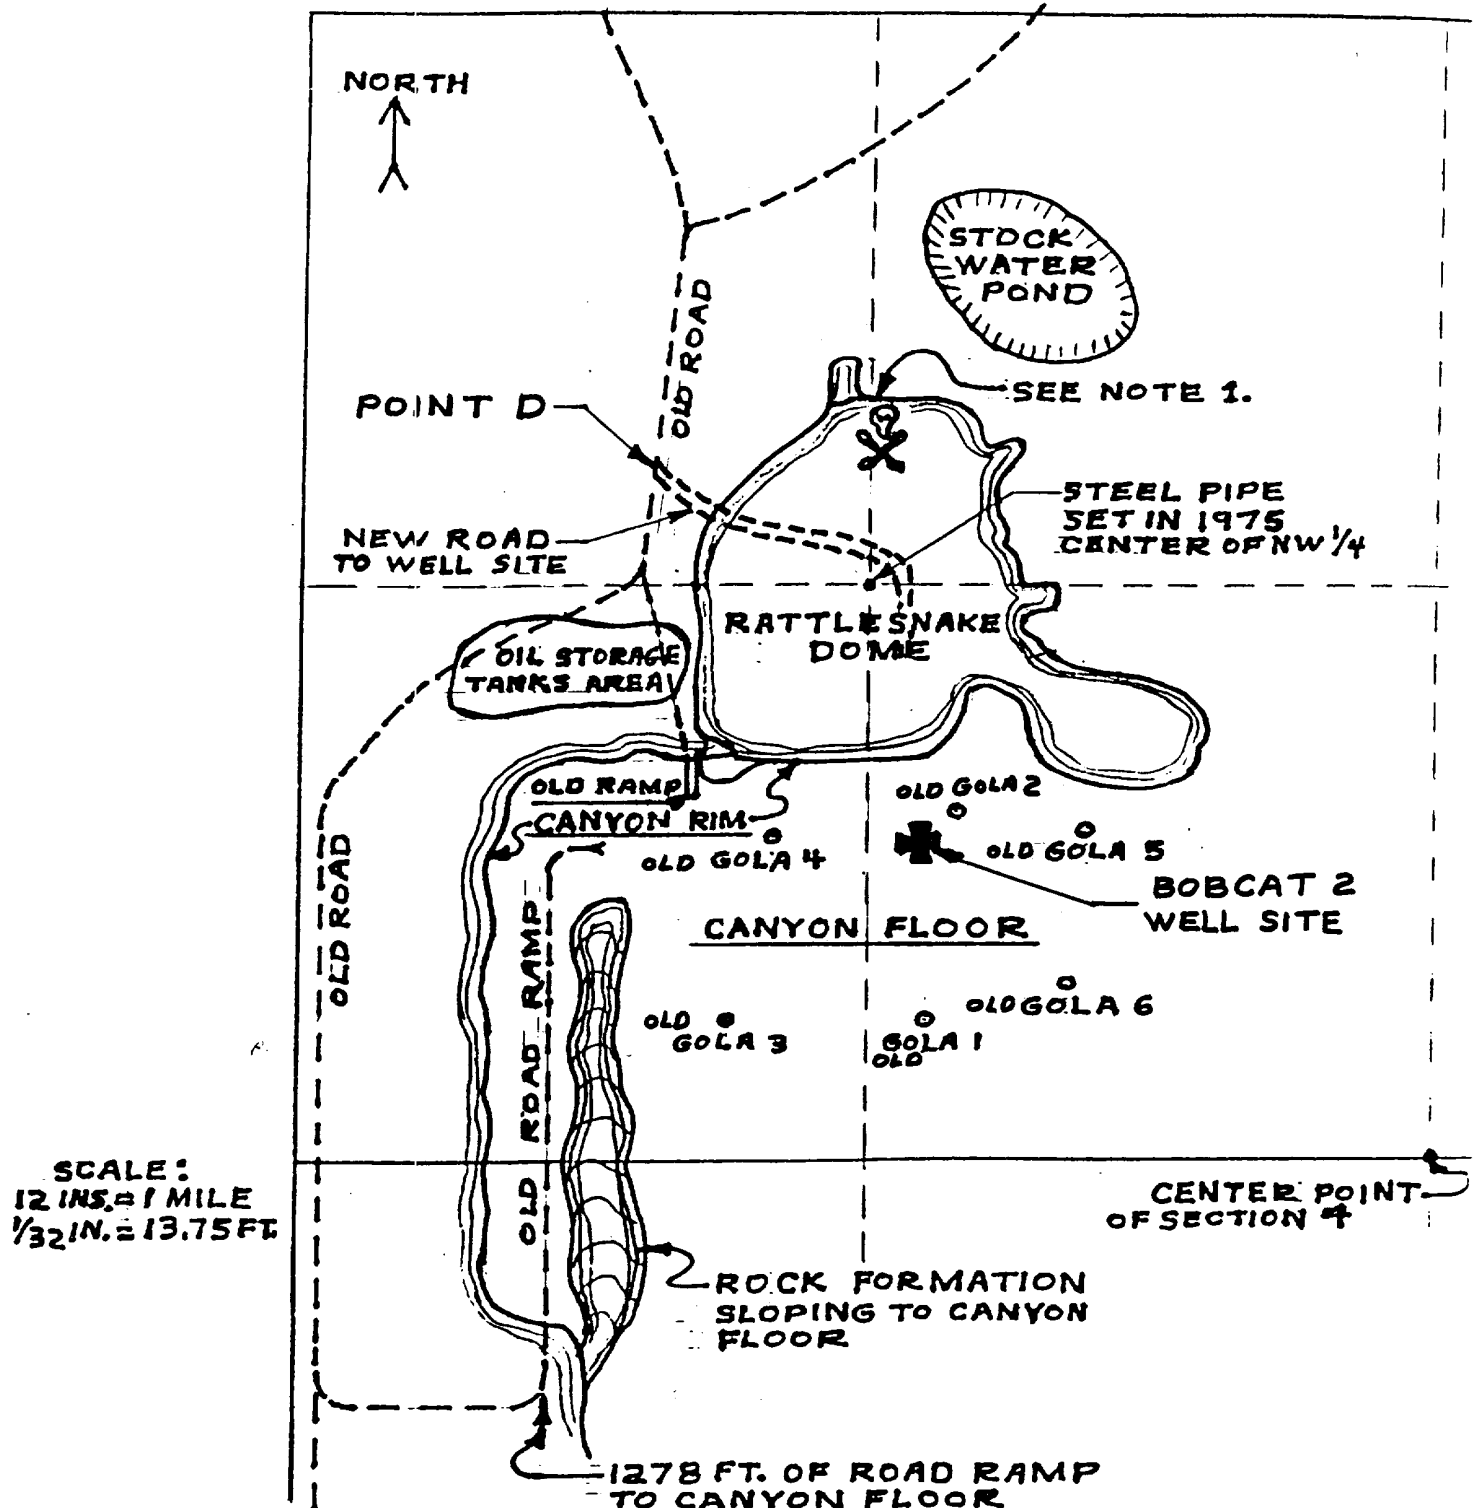 NORTH
STOCK
WATER
POND
OLD ROAD
POINT D
SEE NOTE 1.
STEEL PIPE
SET IN 1975
CENTER OF NW 1/4
NEW ROAD
TO WELL SITE
RATTLESNAKE
DOME
OIL STORAGE
TANKS AREA
OLD RAMP
CANYON RIM
OLD GOLA 2
OLD GOLA 4
OLD GOLA 5
BOBCAT 2
WELL SITE
OLD ROAD
OLD ROAD RAMP
CANYON FLOOR
OLD GOLA 6
OLD
GOLA 3
GOLA 1
OLD
SCALE:
12 INS. = 1 MILE
1/32 IN. = 13.75 FT.
CENTER POINT
OF SECTION 4
ROCK FORMATION
SLOPING TO CANYON
FLOOR
1278 FT. OF ROAD RAMP
TO CANYON FLOOR